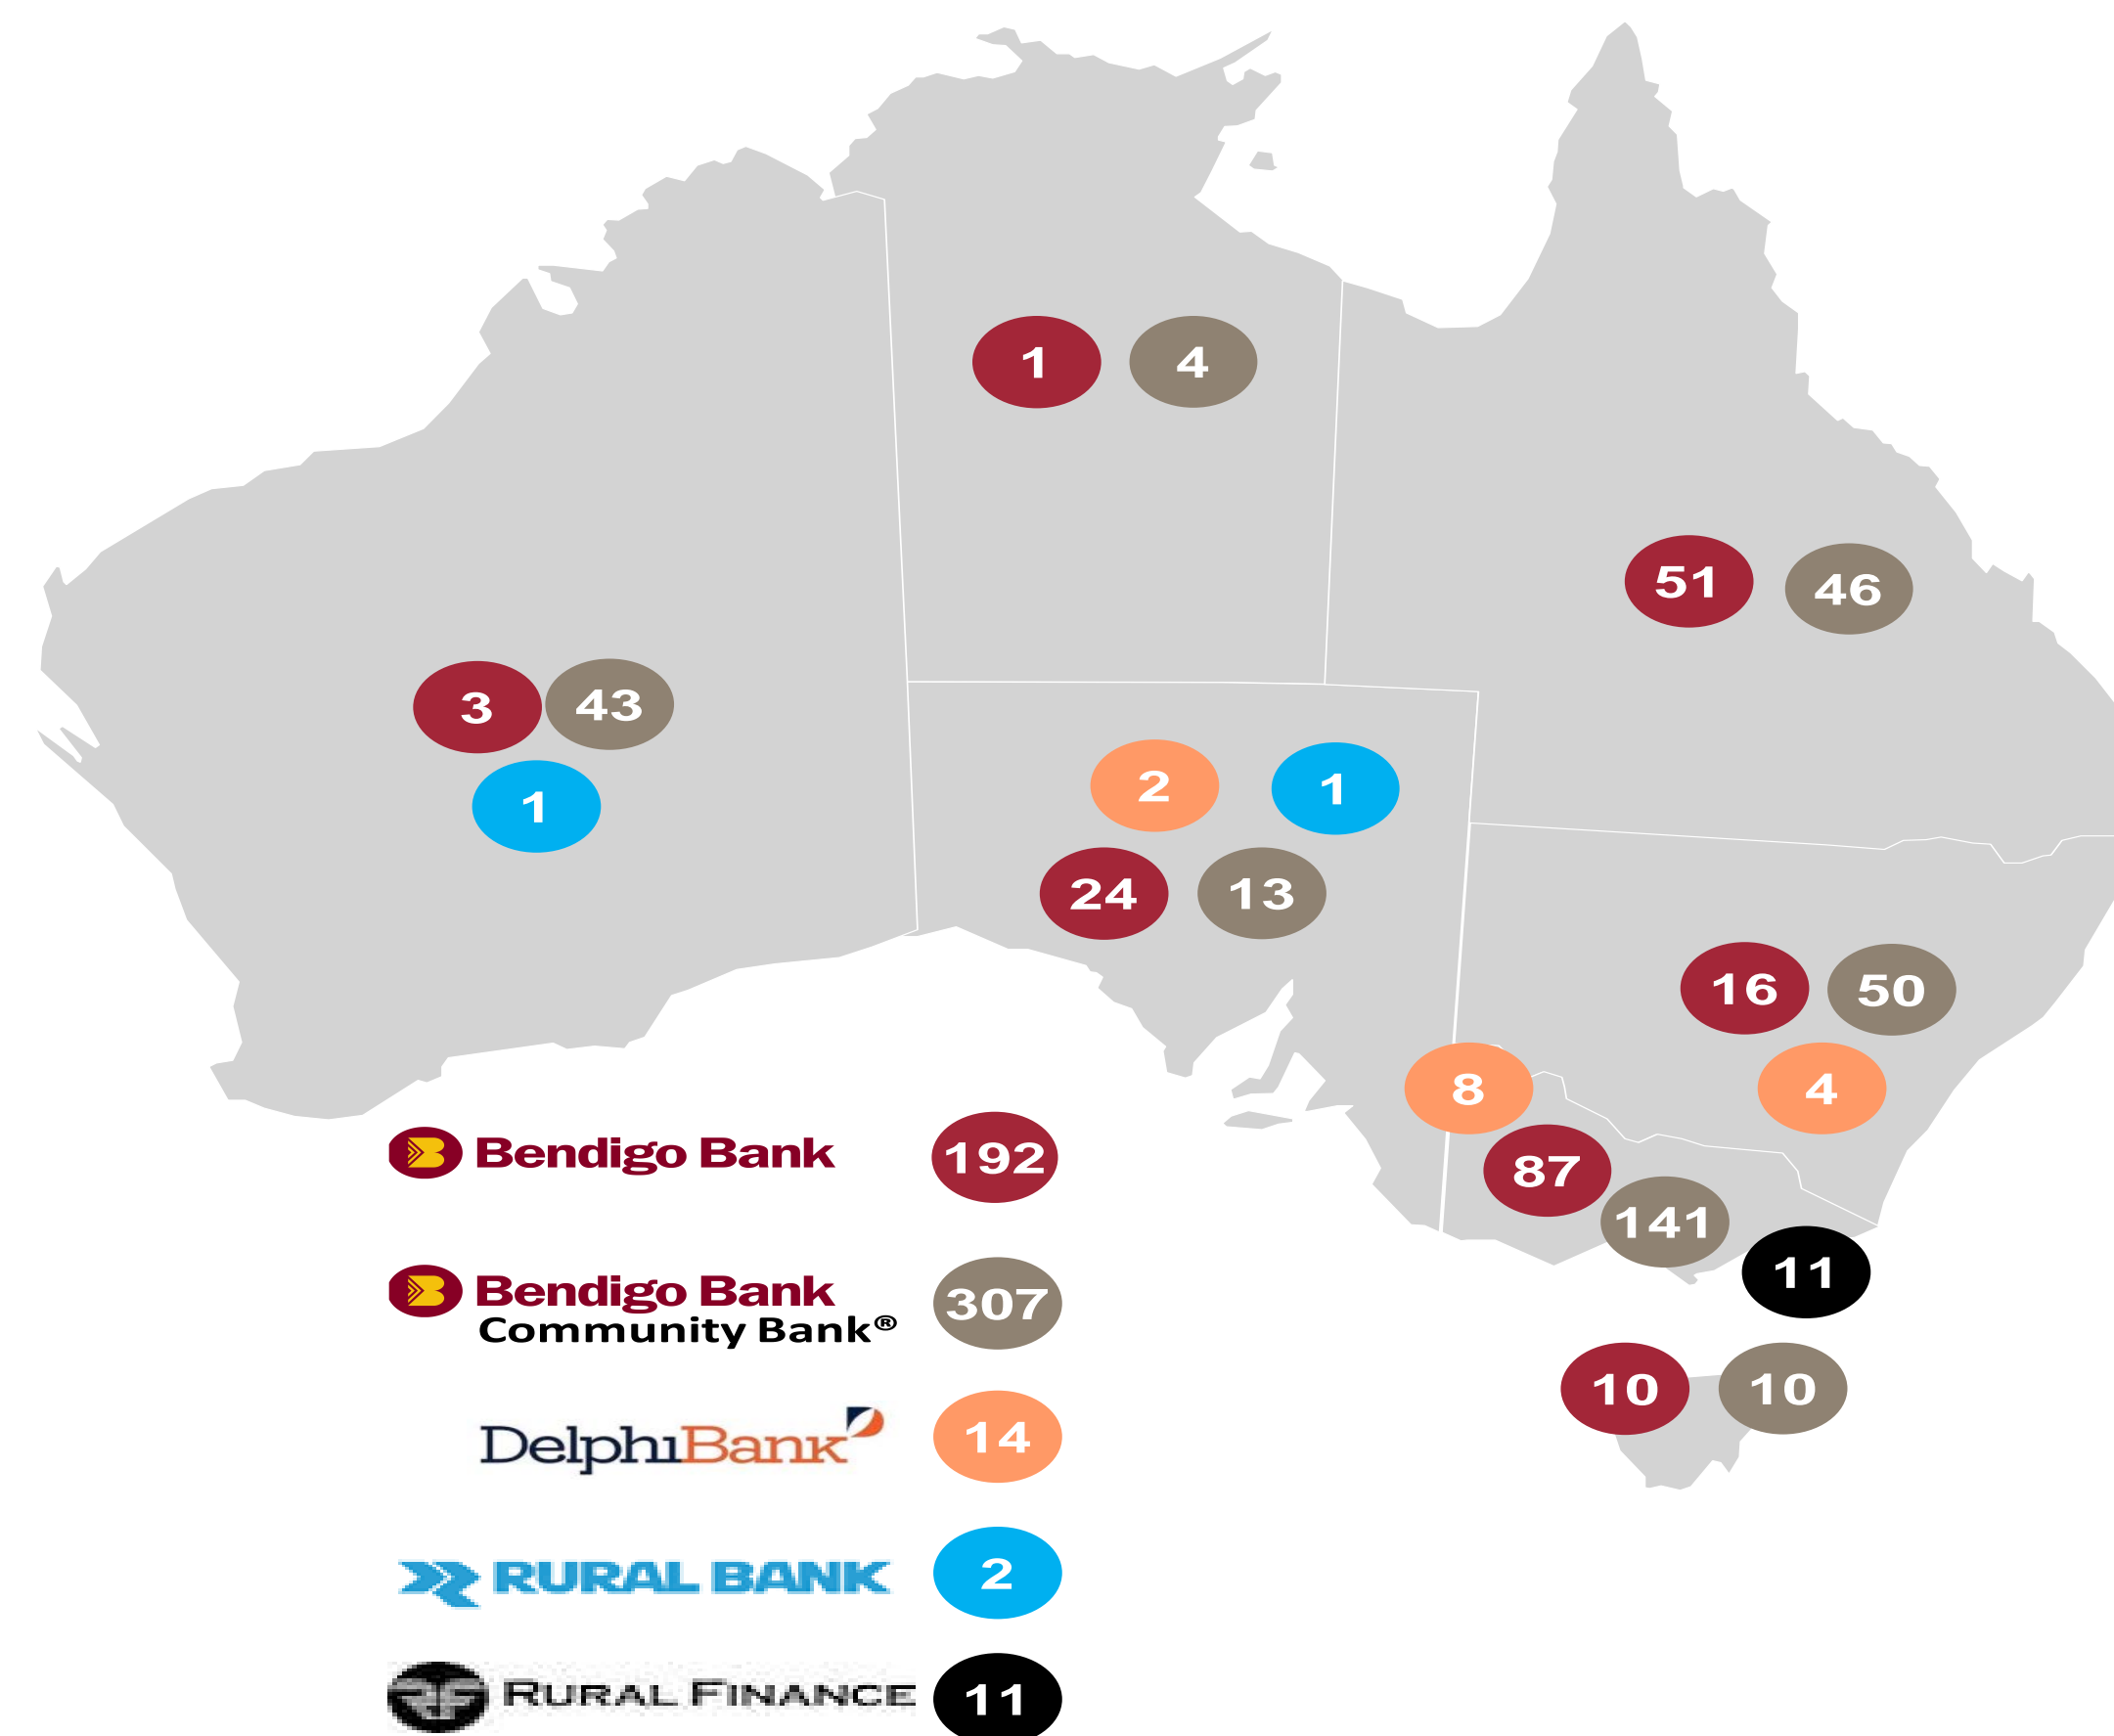 1 4
51 46
3 43
1
2 1
24 13
16 50
8 4
87
141
11
10 10
Bendigo Bank 192
Bendigo Bank 307
Community Bank®
DelphiBank 14
RURAL BANK 2
RURAL FINANCE 11